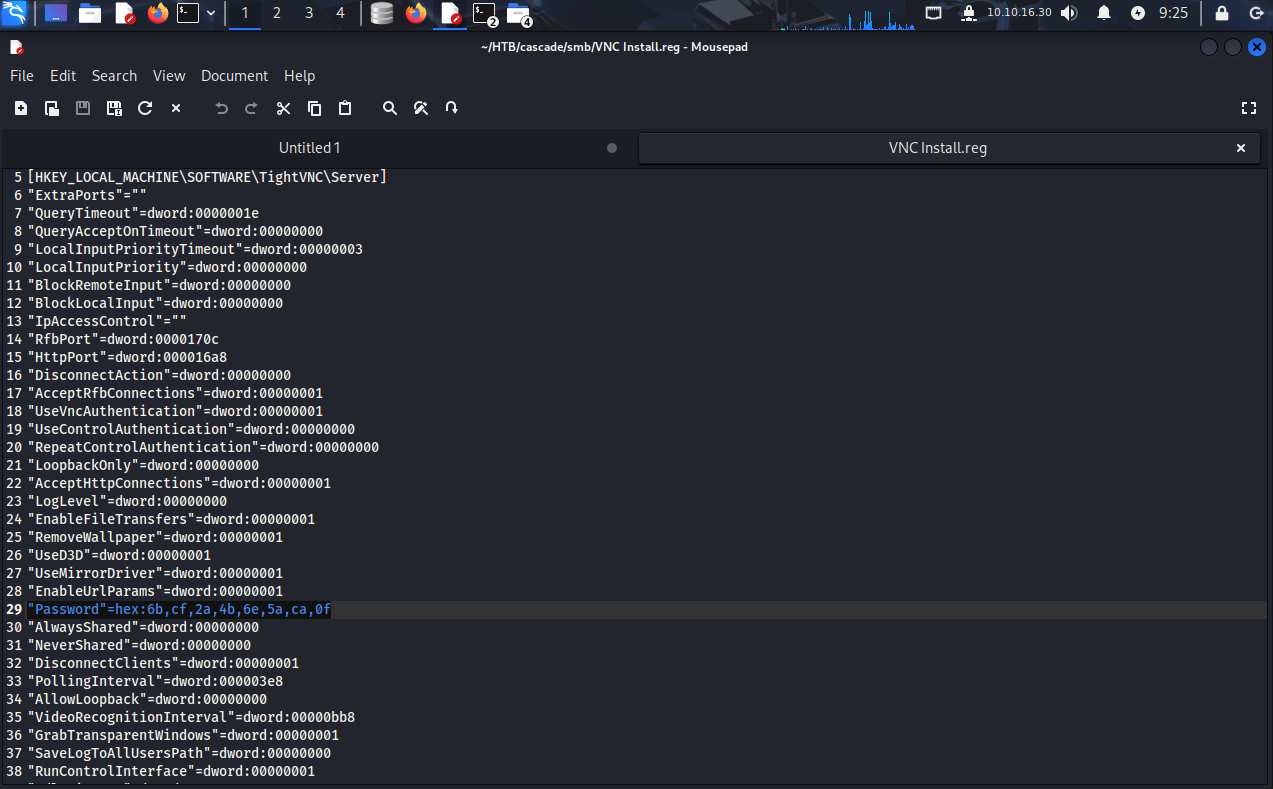 1 2 3 4 2 4 10.10.16.30 9:25
~/HTB/cascade/smb/VNC Install.reg - Mousepad
File Edit Search View Document Help
Untitled 1 VNC Install.reg
5 [HKEY_LOCAL_MACHINE\SOFTWARE\TightVNC\Server]
6 "ExtraPorts"=""
7 "QueryTimeout"=dword:0000001e
8 "QueryAcceptOnTimeout"=dword:00000000
9 "LocalInputPriorityTimeout"=dword:00000003
10 "LocalInputPriority"=dword:00000000
11 "BlockRemoteInput"=dword:00000000
12 "BlockLocalInput"=dword:00000000
13 "IpAccessControl"=""
14 "RfbPort"=dword:0000170c
15 "HttpPort"=dword:000016a8
16 "DisconnectAction"=dword:00000000
17 "AcceptRfbConnections"=dword:00000001
18 "UseVncAuthentication"=dword:00000001
19 "UseControlAuthentication"=dword:00000000
20 "RepeatControlAuthentication"=dword:00000000
21 "LoopbackOnly"=dword:00000000
22 "AcceptHttpConnections"=dword:00000001
23 "LogLevel"=dword:00000000
24 "EnableFileTransfers"=dword:00000001
25 "RemoveWallpaper"=dword:00000001
26 "UseD3D"=dword:00000001
27 "UseMirrorDriver"=dword:00000001
28 "EnableUrlParams"=dword:00000001
29 "Password"=hex:6b,cf,2a,4b,6e,5a,ca,0f
30 "AlwaysShared"=dword:00000000
31 "NeverShared"=dword:00000000
32 "DisconnectClients"=dword:00000001
33 "PollingInterval"=dword:000003e8
34 "AllowLoopback"=dword:00000000
35 "VideoRecognitionInterval"=dword:00000bb8
36 "GrabTransparentWindows"=dword:00000001
37 "SaveLogToAllUsersPath"=dword:00000000
38 "RunControlInterface"=dword:00000001